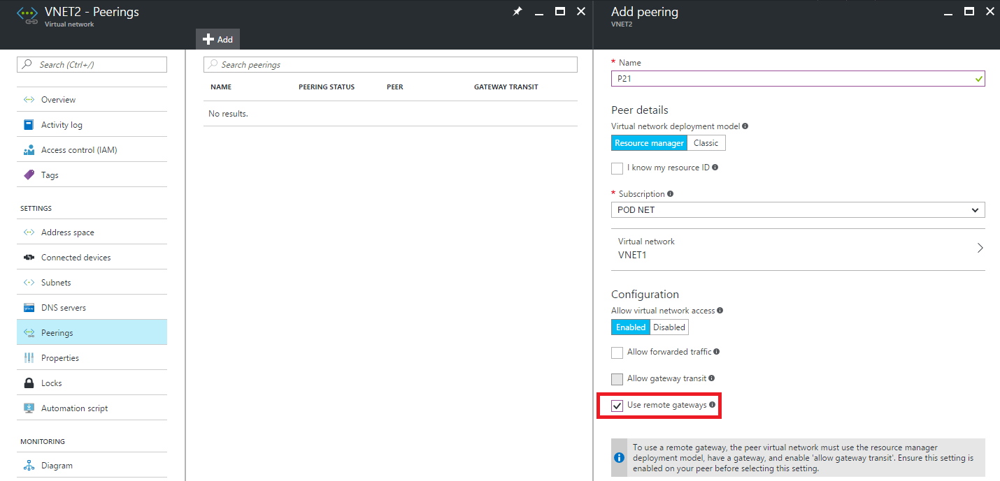 VNET2 - Peerings
Virtual network
Add
Search (Ctrl+/)
Overview
Activity log
Access control (IAM)
Tags
SETTINGS
Address space
Connected devices
Subnets
DNS servers
Peerings
Properties
Locks
Automation script
MONITORING
Diagram
Search peerings
NAME PEERING STATUS PEER GATEWAY TRANSIT
No results.
Add peering
VNET2
* Name
P21
Peer details
Virtual network deployment model
Resource manager Classic
I know my resource ID
* Subscription
POD NET
Virtual network
VNET1
Configuration
Allow virtual network access
Enabled Disabled
Allow forwarded traffic
Allow gateway transit
Use remote gateways
To use a remote gateway, the peer virtual network must use the resource manager
deployment model, have a gateway, and enable 'allow gateway transit'. Ensure this setting is
enabled on your peer before selecting this setting.